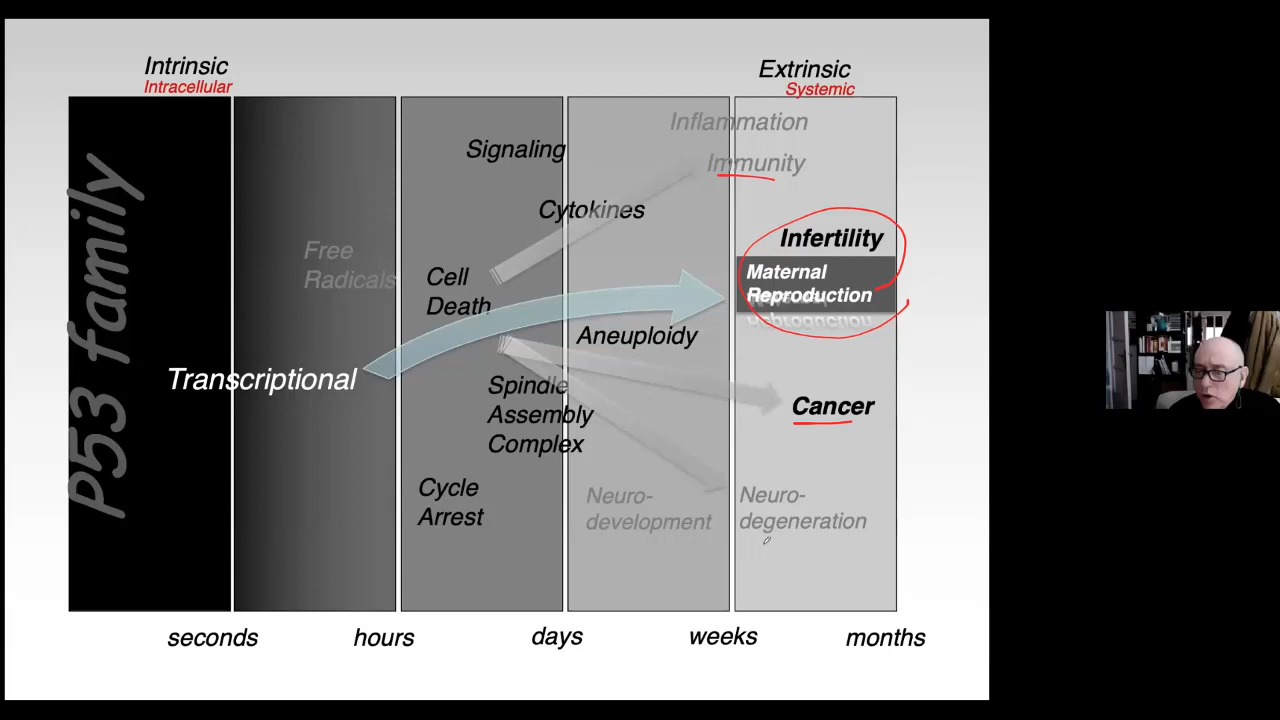 Intrinsic
Intracellular
Extrinsic
Systemic
P53 family
Inflammation
Signaling
Immunity
Cytokines
Infertility
Free
Radicals
Cell
Death
Maternal
Reproduction
Aneuploidy
Transcriptional
Spindle
Assembly
Complex
Cancer
Cycle
Arrest
Neuro-
development
Neuro-
degeneration
seconds
hours
days
weeks
months